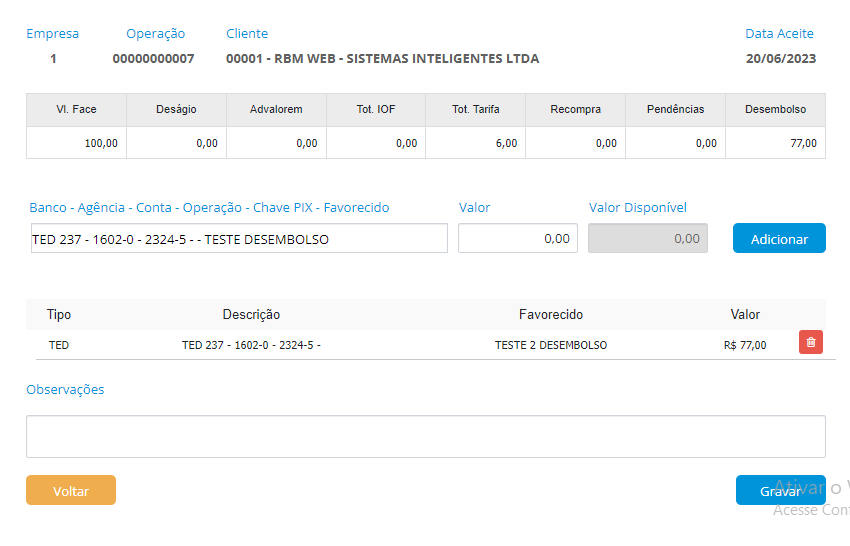 Empresa Operação Cliente Data Aceite
1 00000000007 00001 - RBM WEB - SISTEMAS INTELIGENTES LTDA 20/06/2023
Vl. Face Deságio Advalorem Tot. IOF Tot. Tarifa Recompra Pendências Desembolso
100,00 0,00 0,00 0,00 6,00 0,00 0,00 77,00
Banco - Agência - Conta - Operação - Chave PIX - Favorecido Valor Valor Disponível
TED 237 - 1602-0 - 2324-5 - - TESTE DESEMBOLSO 0,00 0,00 Adicionar
Tipo Descrição Favorecido Valor
TED TED 237 - 1602-0 - 2324-5 - TESTE 2 DESEMBOLSO R$ 77,00
Observações
Voltar Gravar
Ativar o
Acesse Con